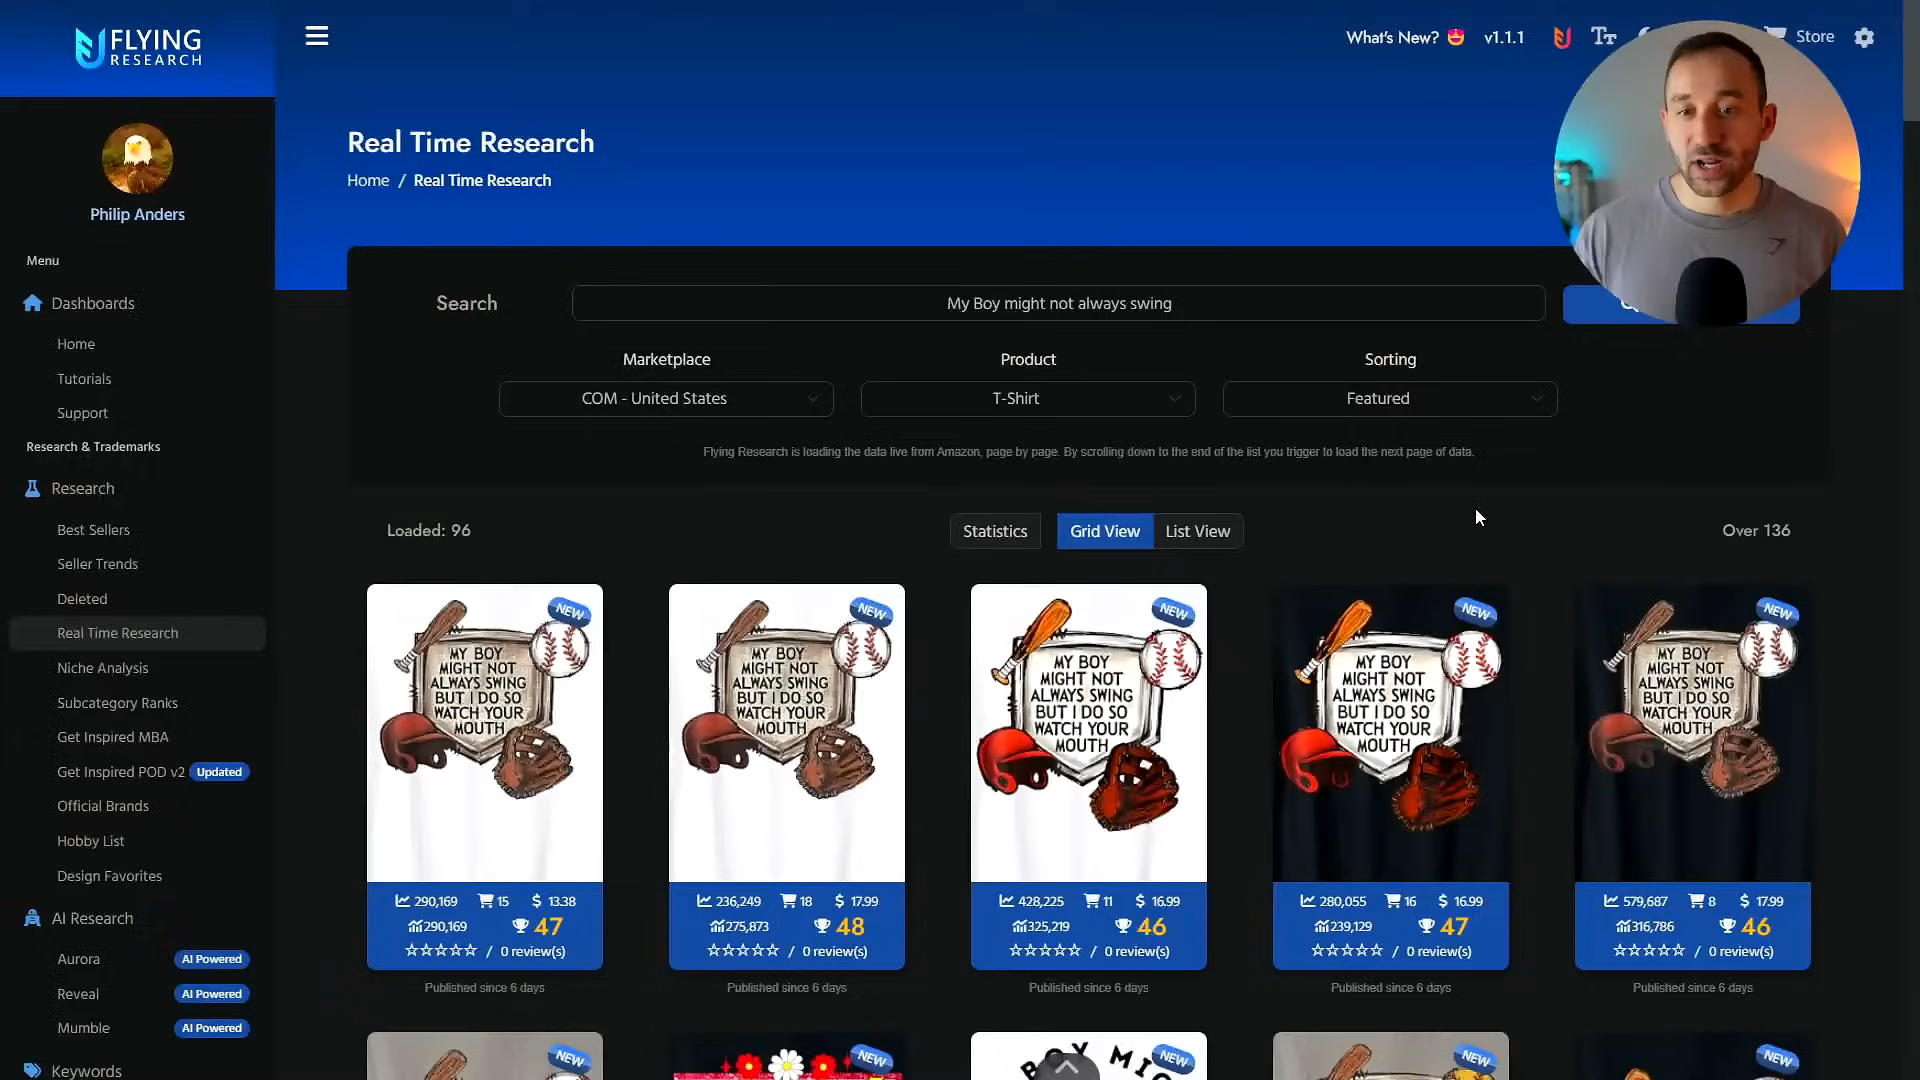 FLYING
RESEARCH
What's New?
v1.1.1
Store
Real Time Research
Home / Real Time Research
Philip Anders
Menu
Dashboards
Home
Tutorials
Support
Research & Trademarks
Research
Best Sellers
Seller Trends
Deleted
Real Time Research
Niche Analysis
Subcategory Ranks
Get Inspired MBA
Get Inspired POD v2 Updated
Official Brands
Hobby List
Design Favorites
AI Research
Aurora AI Powered
Reveal AI Powered
Mumble AI Powered
Keywords
Search
My Boy might not always swing
Marketplace
Product
Sorting
COM - United States
T-Shirt
Featured
Flying Research is loading the data live from Amazon, page by page. By scrolling down to the end of the list you trigger to load the next page of data.
Loaded: 96
Statistics
Grid View
List View
Over 136
NEW
MY BOY
MIGHT NOT
ALWAYS SWING
BUT I DO SO
WATCH YOUR
MOUTH
290,169 15 $ 13.38
290,169 47
/ 0 review(s)
Published since 6 days
NEW
MY BOY
MIGHT NOT
ALWAYS SWING
BUT I DO SO
WATCH YOUR
MOUTH
236,249 18 $ 17.99
275,873 48
/ 0 review(s)
Published since 6 days
NEW
MY BOY
MIGHT NOT
ALWAYS SWING
BUT I DO SO
WATCH YOUR
MOUTH
428,225 11 $ 16.99
325,219 46
/ 0 review(s)
Published since 6 days
NEW
MY BOY
MIGHT NOT
ALWAYS SWING
BUT I DO SO
WATCH YOUR
MOUTH
280,055 16 $ 16.99
239,129 47
/ 0 review(s)
Published since 6 days
NEW
MY BOY
MIGHT NOT
ALWAYS SWING
BUT I DO SO
WATCH YOUR
MOUTH
579,687 8 $ 17.99
316,786 46
/ 0 review(s)
Published since 6 days
NEW
NEW
NEW
NEW
NEW